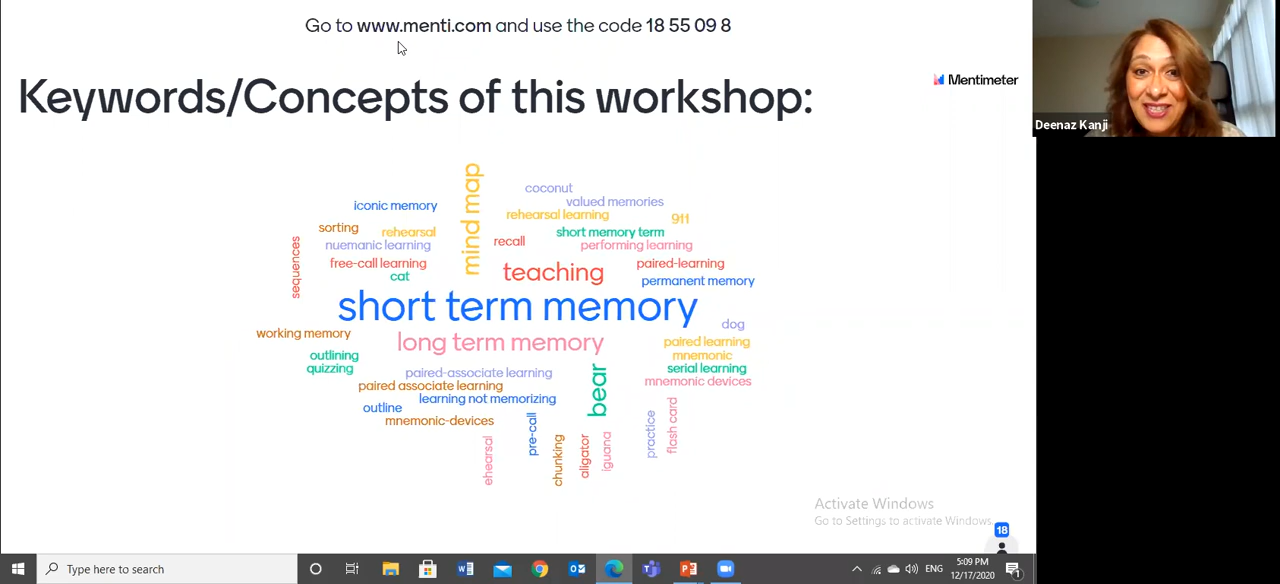 Go to www.menti.com and use the code 18 55 09 8
Mentimeter
Keywords/Concepts of this workshop:
Deenaz Kanji
coconut
mind map
iconic memory
valued memories
rehearsal learning
911
sorting
rehearsal
short memory term
recall
nuemanic learning
performing learning
sequences
free-call learning
paired-learning
teaching
cat
permanent memory
short term memory
dog
working memory
long term memory
paired learning
outlining
mnemonic
quizzing
serial learning
paired-associate learning
mnemonic devices
paired associate learning
bear
learning not memorizing
outline
mnemonic-devices
pre-call
practice
flash card
ehearsal
chunking
aligator
iguana
Activate Windows
Go to Settings to activate Windows.
18
Type here to search
ENG
5:09 PM
12/17/2020
1